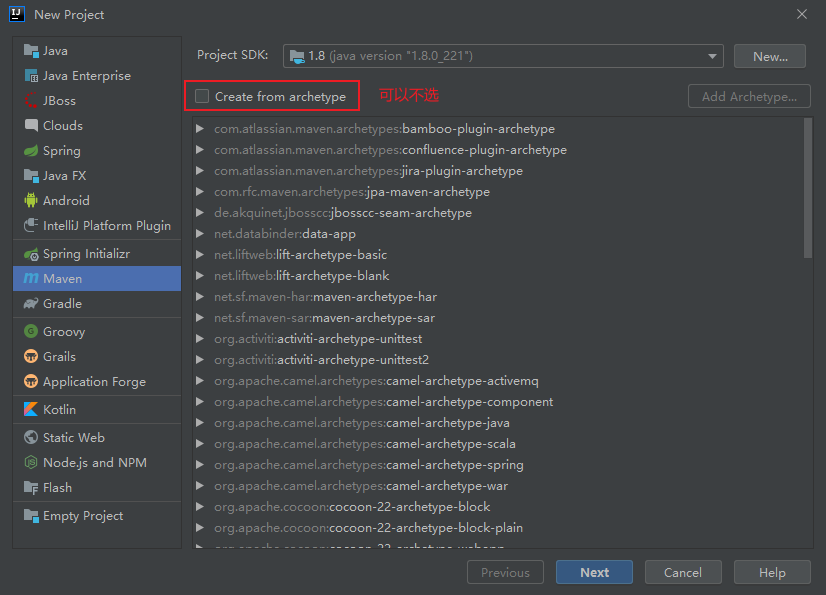 New Project
Java
Java Enterprise
JBoss
Clouds
Spring
Java FX
Android
IntelliJ Platform Plugin
Spring Initializr
Maven
Gradle
Groovy
Grails
Application Forge
Kotlin
Static Web
Node.js and NPM
Flash
Empty Project
Project SDK: 1.8 (java version "1.8.0_221") New...
Create from archetype 可以不选 Add Archetype...
com.atlassian.maven.archetypes:bamboo-plugin-archetype
com.atlassian.maven.archetypes:confluence-plugin-archetype
com.atlassian.maven.archetypes:jira-plugin-archetype
com.rfc.maven.archetypes:jpa-maven-archetype
de.akquinet.jbosscc:jbosscc-seam-archetype
net.databinder:data-app
net.liftweb:lift-archetype-basic
net.liftweb:lift-archetype-blank
net.sf.maven-har:maven-archetype-har
net.sf.maven-sar:maven-archetype-sar
org.activiti:activiti-archetype-unittest
org.activiti:activiti-archetype-unittest2
org.apache.camel.archetypes:camel-archetype-activemq
org.apache.camel.archetypes:camel-archetype-component
org.apache.camel.archetypes:camel-archetype-java
org.apache.camel.archetypes:camel-archetype-scala
org.apache.camel.archetypes:camel-archetype-spring
org.apache.camel.archetypes:camel-archetype-war
org.apache.cocoon:cocoon-22-archetype-block
org.apache.cocoon:cocoon-22-archetype-block-plain
org.apache.cocoon:cocoon-22-archetype-webapp
Previous Next Cancel Help